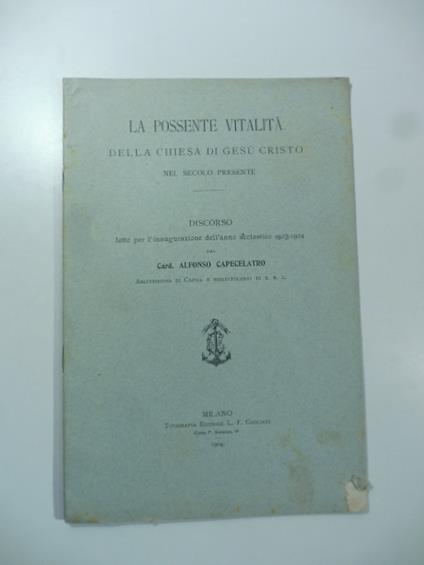 LA POSSENTE VITALITÀ
DELLA CHIESA DI GESÙ CRISTO
NEL SECOLO PRESENTE
DISCORSO
letto per l'inaugurazione dell'anno scolastico 1903-1904
DAL
Card. ALFONSO CAPECELATRO
ARCIVESCOVO DI CAPUA E BIBLIOTECARIO DI S. R. C.
MILANO
TIPOGRAFIA EDITRICE L. F. COGLIATI
1904